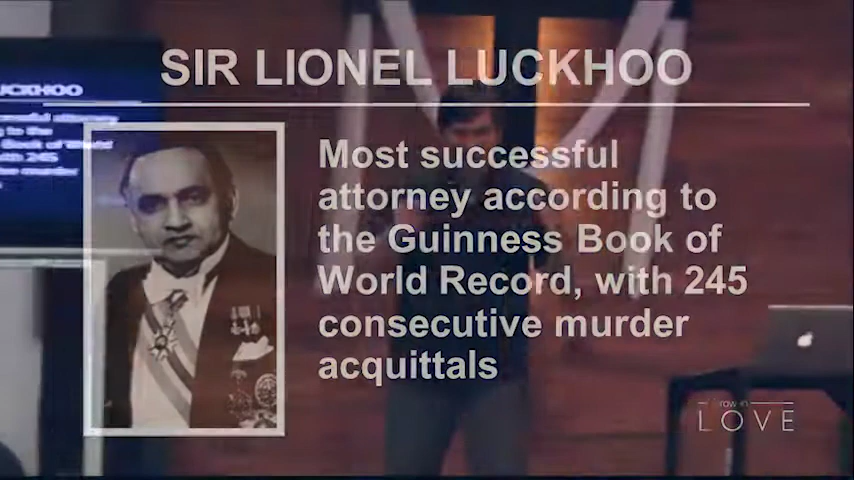 SIR LIONEL LUCKHOO
Most successful
attorney according to
the Guinness Book of
World Record, with 245
consecutive murder
acquittals
LOVE